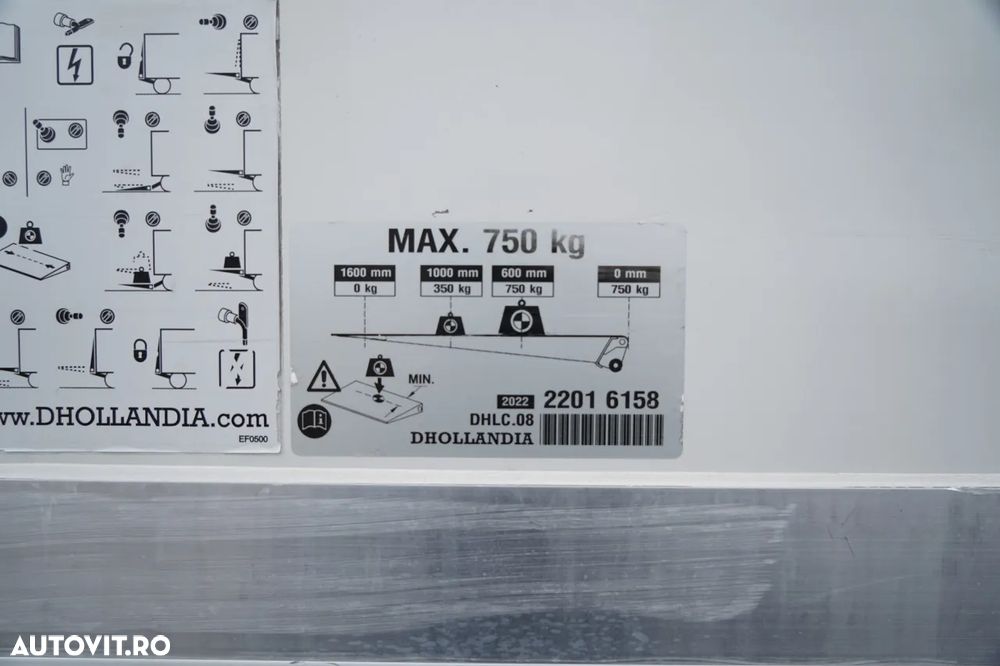 www.DHOLLANDIA.com
EF0500
MAX. 750 kg
1600 mm 1000 mm 600 mm 0 mm
0 kg 350 kg 750 kg 750 kg
MIN.
2022 2201 6158
DHLC.08
DHOLLANDIA
AUTOVIT.RO